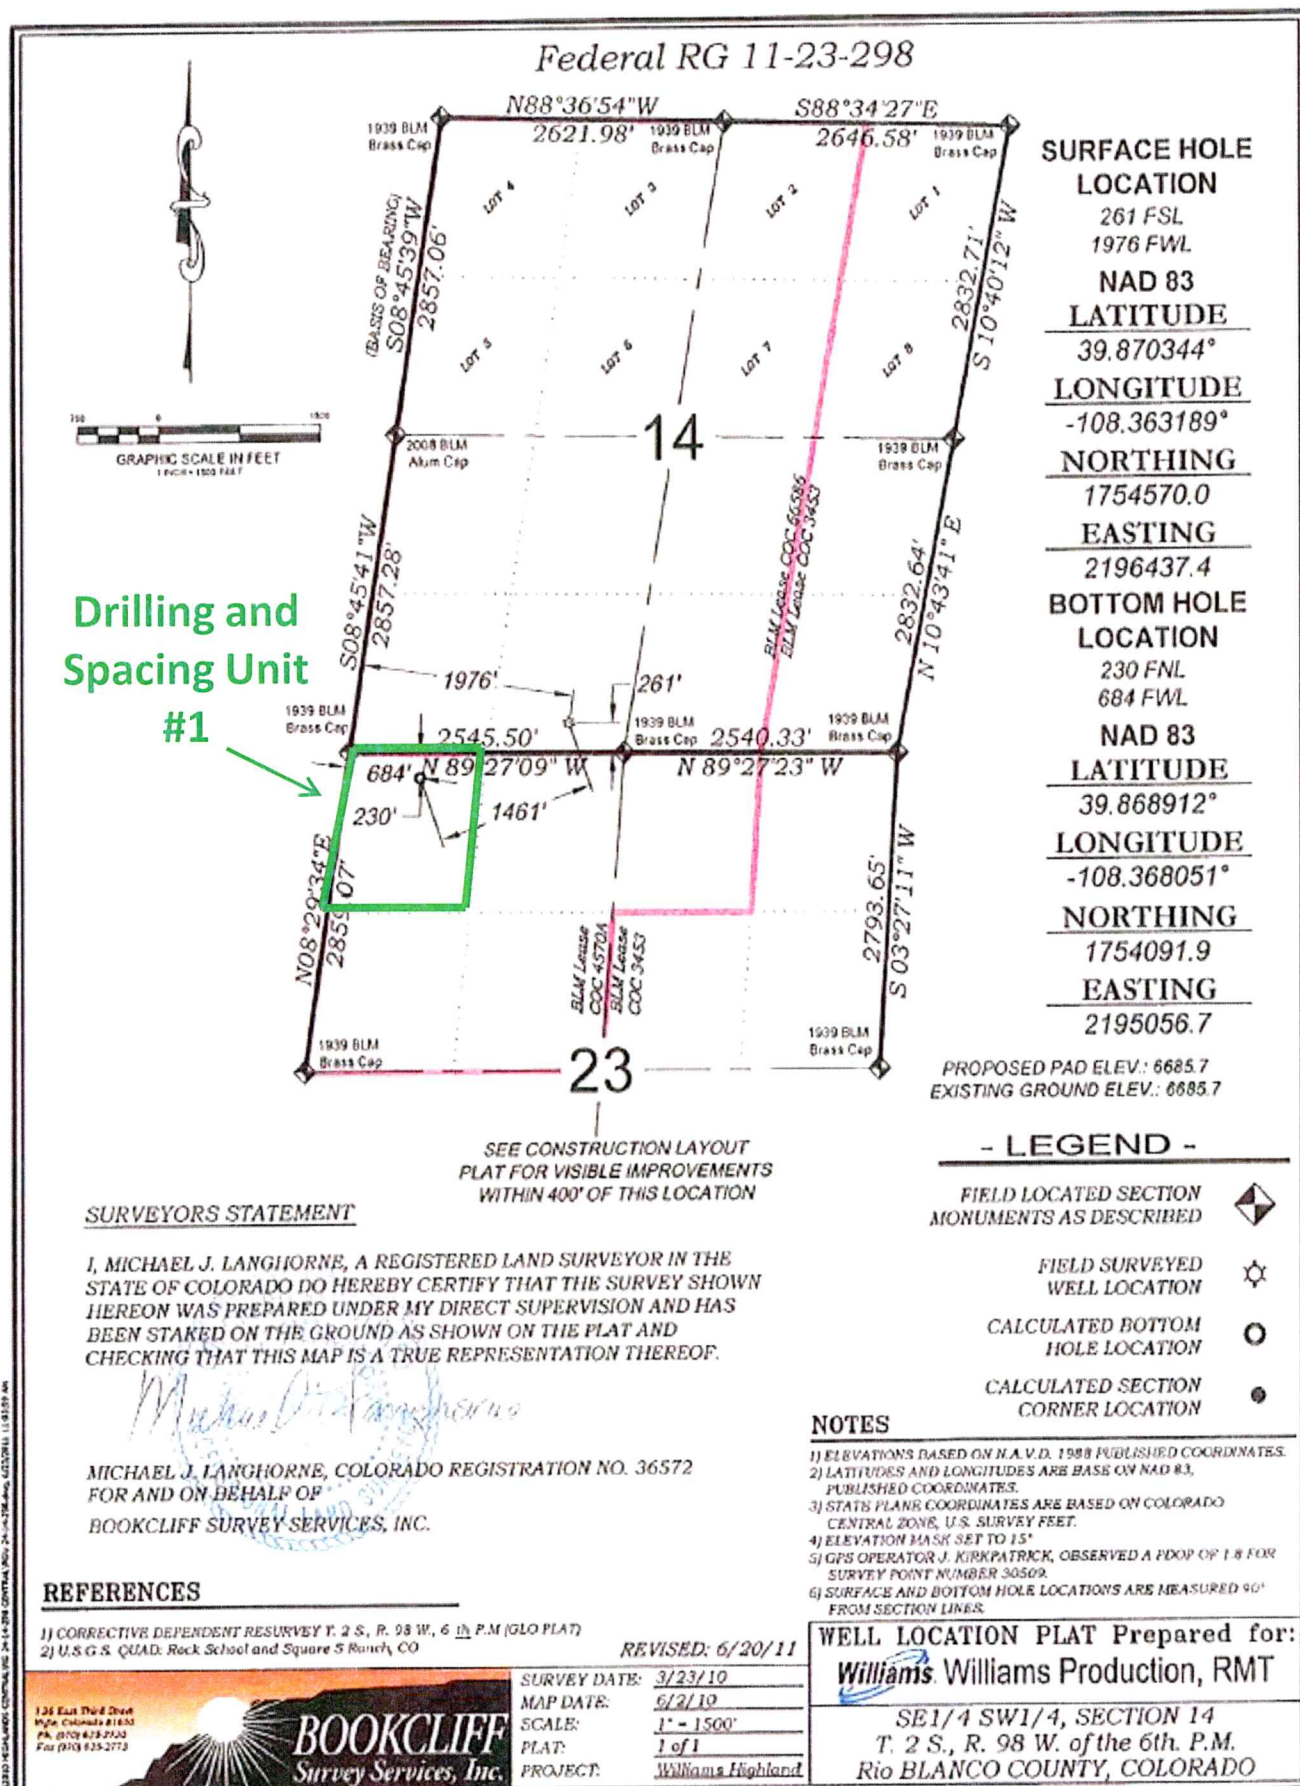 Federal RG 11-23-298
N88°36'54"W
S88°34'27"E
2621.98'
2646.58'
1939 BLM
Brass Cap
1939 BLM
Brass Cap
1939 BLM
Brass Cap
LOT 4
LOT 3
LOT 2
LOT 1
(BASIS OF BEARING)
S08°45'39"W
2857.06'
2832.71'
S 10°40'12" W
LOT 5
LOT 6
LOT 7
LOT 8
GRAPHIC SCALE IN FEET
1 INCH = 1500 FEET
2008 BLM
Alum Cap
14
1939 BLM
Brass Cap
S08°45'41"W
2857.28'
BLM Lease COC 66586
BLM Lease COC 3453
2832.64'
N 10°43'41" E
Drilling and
Spacing Unit
#1
1976'
261'
1939 BLM
Brass Cap
2545.50'
N 89°27'09" W
1939 BLM
Brass Cap
2540.33'
N 89°27'23" W
1939 BLM
Brass Cap
684'
230'
1461'
N08°29'34"E
2859.07'
BLM Lease
COC 4570A
BLM Lease
COC 3453
2793.65'
S 03°27'11" W
1939 BLM
Brass Cap
23
1939 BLM
Brass Cap
SEE CONSTRUCTION LAYOUT
PLAT FOR VISIBLE IMPROVEMENTS
WITHIN 400' OF THIS LOCATION
SURFACE HOLE
LOCATION
261 FSL
1976 FWL
NAD 83
LATITUDE
39.870344°
LONGITUDE
-108.363189°
NORTHING
1754570.0
EASTING
2196437.4
BOTTOM HOLE
LOCATION
230 FNL
684 FWL
NAD 83
LATITUDE
39.868912°
LONGITUDE
-108.368051°
NORTHING
1754091.9
EASTING
2195056.7
PROPOSED PAD ELEV.: 6685.7
EXISTING GROUND ELEV.: 6685.7
- LEGEND -
FIELD LOCATED SECTION
MONUMENTS AS DESCRIBED
FIELD SURVEYED
WELL LOCATION
CALCULATED BOTTOM
HOLE LOCATION
CALCULATED SECTION
CORNER LOCATION
SURVEYORS STATEMENT
I, MICHAEL J. LANGHORNE, A REGISTERED LAND SURVEYOR IN THE
STATE OF COLORADO DO HEREBY CERTIFY THAT THE SURVEY SHOWN
HEREON WAS PREPARED UNDER MY DIRECT SUPERVISION AND HAS
BEEN STAKED ON THE GROUND AS SHOWN ON THE PLAT AND
CHECKING THAT THIS MAP IS A TRUE REPRESENTATION THEREOF.
MICHAEL J. LANGHORNE, COLORADO REGISTRATION NO. 36572
FOR AND ON BEHALF OF
BOOKCLIFF SURVEY SERVICES, INC.
NOTES
1) ELEVATIONS BASED ON N.A.V.D. 1988 PUBLISHED COORDINATES.
2) LATITUDES AND LONGITUDES ARE BASE ON NAD 83,
PUBLISHED COORDINATES.
3) STATE PLANE COORDINATES ARE BASED ON COLORADO
CENTRAL ZONE, U.S. SURVEY FEET.
4) ELEVATION MASK SET TO 15°
5) GPS OPERATOR J. KIRKPATRICK, OBSERVED A PDOP OF 1.8 FOR
SURVEY POINT NUMBER 30509.
6) SURFACE AND BOTTOM HOLE LOCATIONS ARE MEASURED 90°
FROM SECTION LINES.
REFERENCES
1) CORRECTIVE DEPENDENT RESURVEY T. 2 S., R. 98 W., 6 th P.M (GLO PLAT)
2) U.S.G.S. QUAD: Rock School and Square S Ranch, CO
REVISED: 6/20/11
BOOKCLIFF
Survey Services, Inc.
SURVEY DATE: 3/23/10
MAP DATE: 6/2/10
SCALE: 1" = 1500'
PLAT: 1 of 1
PROJECT: Williams Highland
WELL LOCATION PLAT Prepared for:
Williams. Williams Production, RMT
SE1/4 SW1/4, SECTION 14
T. 2 S., R. 98 W. of the 6th. P.M.
Rio BLANCO COUNTY, COLORADO